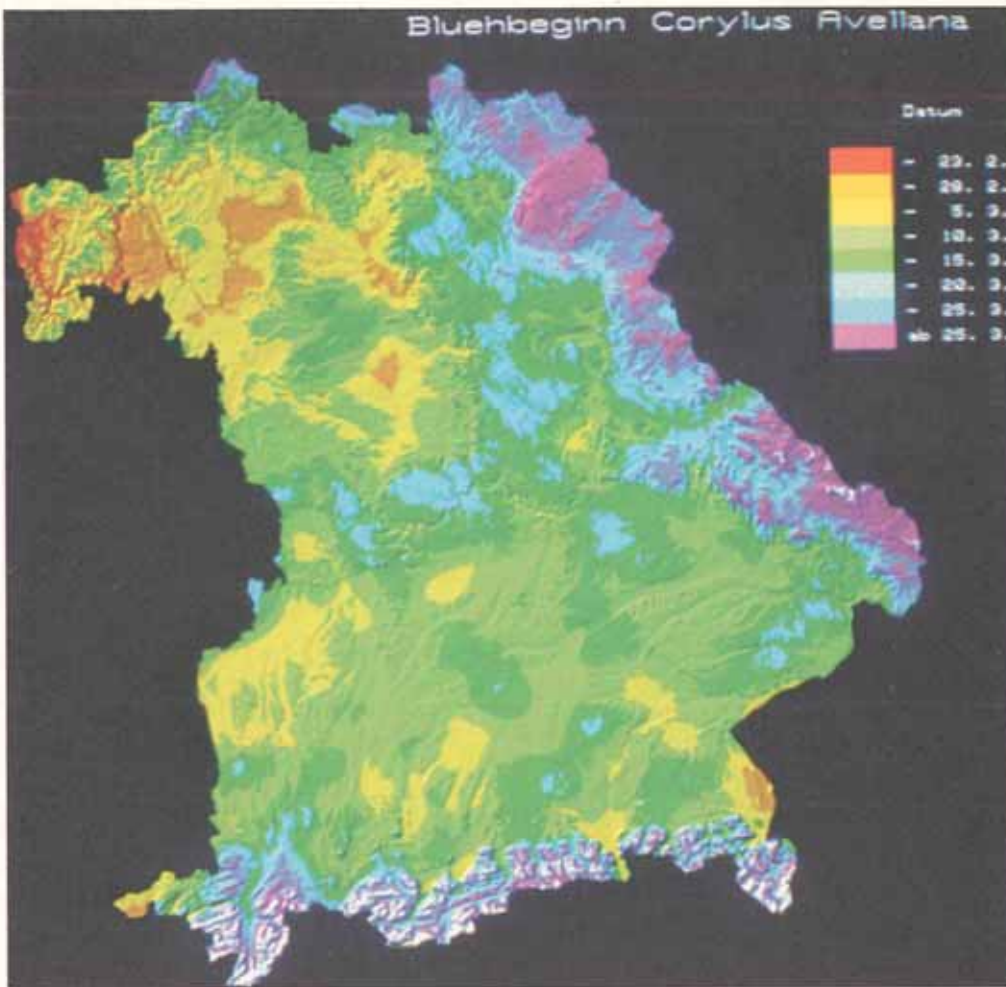 Bluehbeginn Corylus Avellana
Datum
- 23. 2.
- 28. 2.
- 5. 3.
- 10. 3.
- 15. 3.
- 20. 3.
- 25. 3.
ab 25. 3.